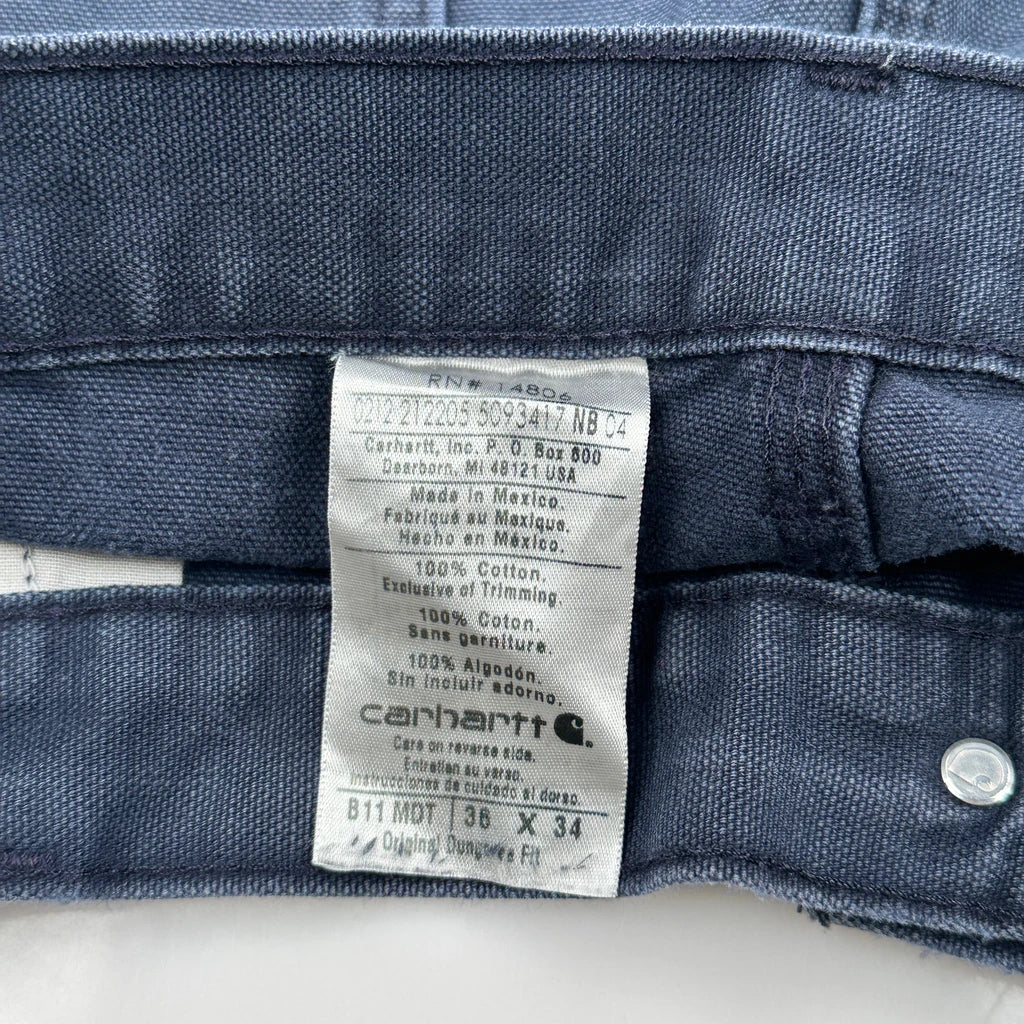 RN# 14806
0212 212205 5093417 NB 04
Carhartt, Inc. P. O. Box 600
Dearborn, MI 48121 USA
Made in Mexico.
Fabriqué au Mexique.
Hecho en México.
100% Cotton.
Exclusive of Trimming.
100% Coton.
Sans garniture.
100% Algodón.
Sin incluir adorno.
carhartt
Care on reverse side.
Entretien au verso.
Instrucciones de cuidado al dorso.
B11 MDT 36 X 34
Original Dungaree Fit